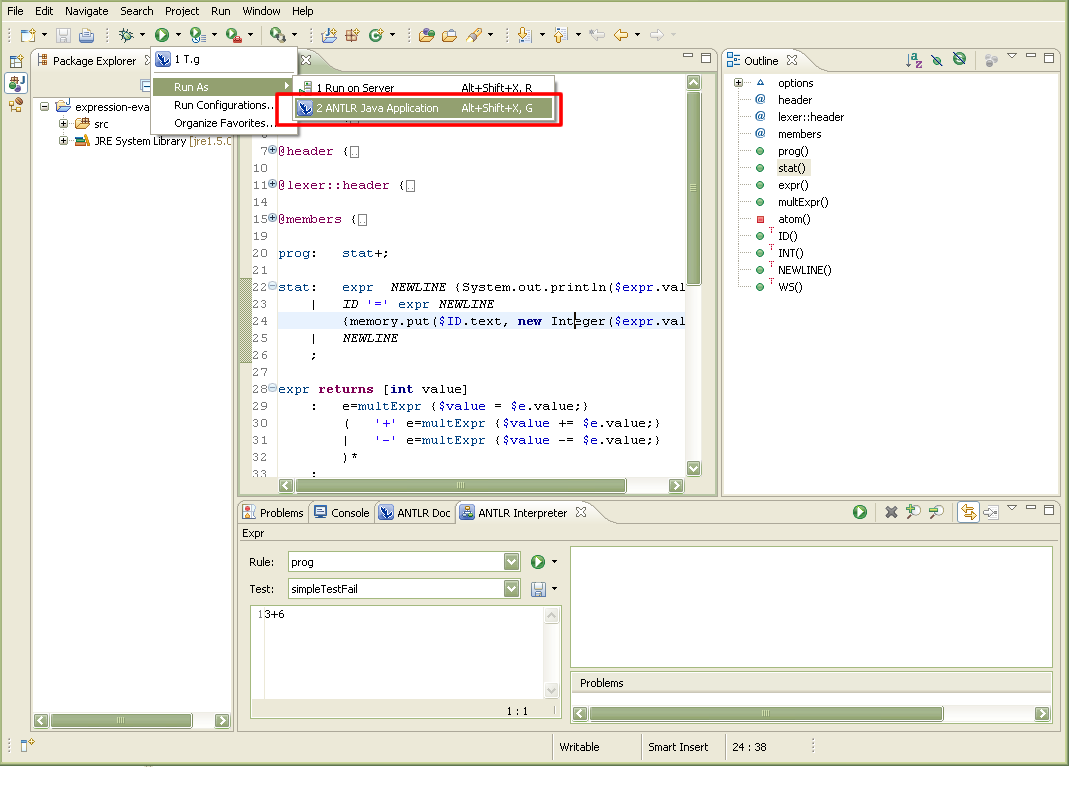 File Edit Navigate Search Project Run Window Help
Package Explorer
1 T.g
Run As
Run Configurations...
Organize Favorites...
1 Run on Server Alt+Shift+X, R
2 ANTLR Java Application Alt+Shift+X, G
expression-eva
src
JRE System Library [jre1.5.0
7 @header {
10
11 @lexer::header {
14
15 @members {
19
20 prog: stat+;
21
22 stat: expr NEWLINE {System.out.println($expr.val
23 | ID '=' expr NEWLINE
24 {memory.put($ID.text, new Integer($expr.val
25 | NEWLINE
26 ;
27
28 expr returns [int value]
29 : e=multExpr {$value = $e.value;}
30 ( '+' e=multExpr {$value += $e.value;}
31 | '-' e=multExpr {$value -= $e.value;}
32 )*
33 ;
Outline
options
header
lexer::header
members
prog()
stat()
expr()
multExpr()
atom()
ID()
INT()
NEWLINE()
WS()
Problems Console ANTLR Doc ANTLR Interpreter
Expr
Rule: prog
Test: simpleTestFail
1 3+6
1 : 1
Problems
Writable Smart Insert 24 : 38